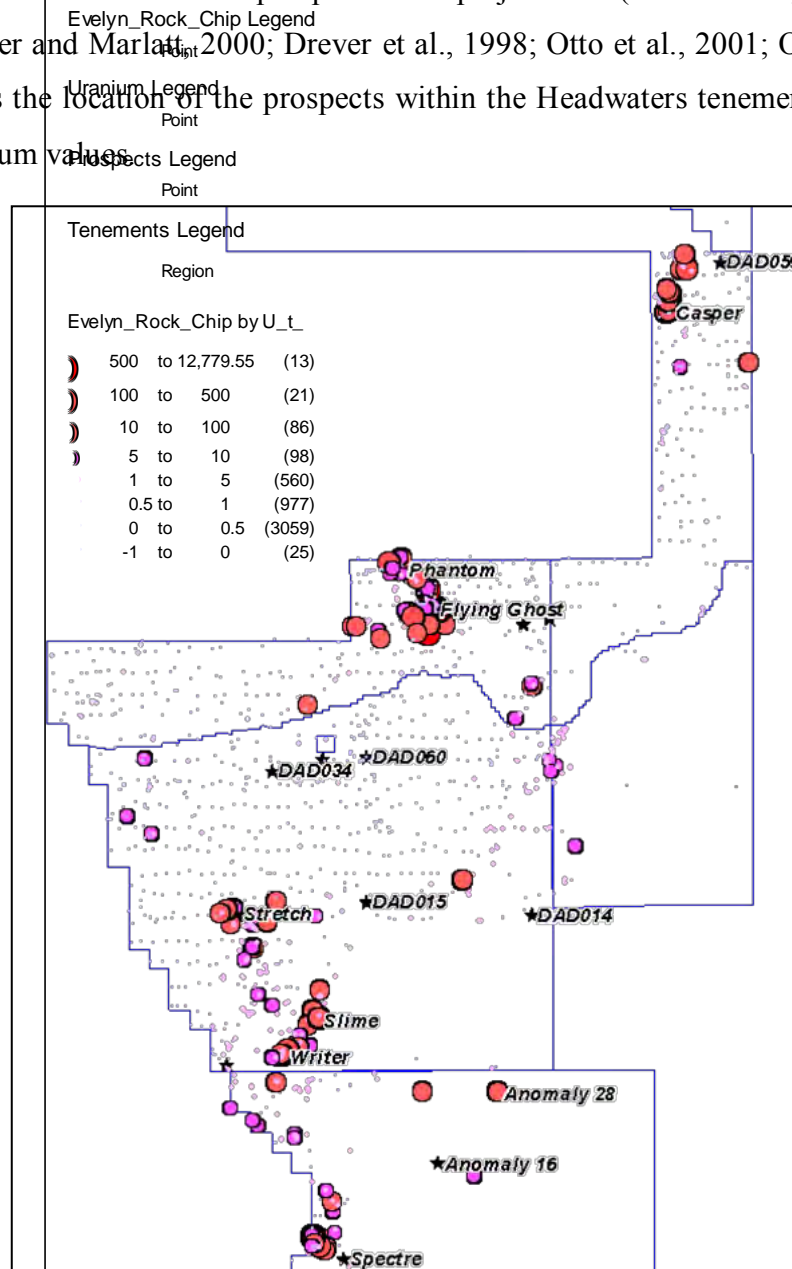 Evelyn_Rock_Chip Legend
er and Marlatt, 2000; Drever et al., 1998; Otto et al., 2001; O
Point
s the location of the prospects within the Headwaters tenemen
Uranium Legend
Point
um values.
Prospects Legend
Point
Tenements Legend
Region
Evelyn_Rock_Chip by U_t_
500 to 12,779.55 (13)
100 to 500 (21)
10 to 100 (86)
5 to 10 (98)
1 to 5 (560)
0.5 to 1 (977)
0 to 0.5 (3059)
-1 to 0 (25)
DAD059
Casper
Phantom
Flying Ghost
DAD060
DAD034
DAD015
Stretch
DAD014
Slime
Writer
Anomaly 28
Anomaly 16
Spectre